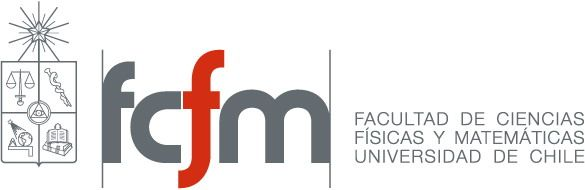 fcfm
FACULTAD DE CIENCIAS
FÍSICAS Y MATEMÁTICAS
UNIVERSIDAD DE CHILE